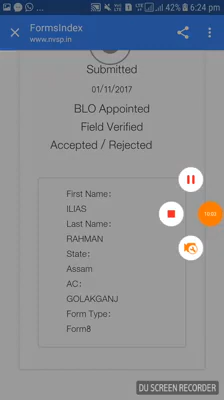 42% 6:24 pm
FormsIndex
www.nvsp.in
Submitted
01/11/2017
BLO Appointed
Field Verified
Accepted / Rejected
First Name:
ILIAS
Last Name:
RAHMAN
State:
Assam
AC:
GOLAKGANJ
Form Type:
Form8
DU SCREEN RECORDER